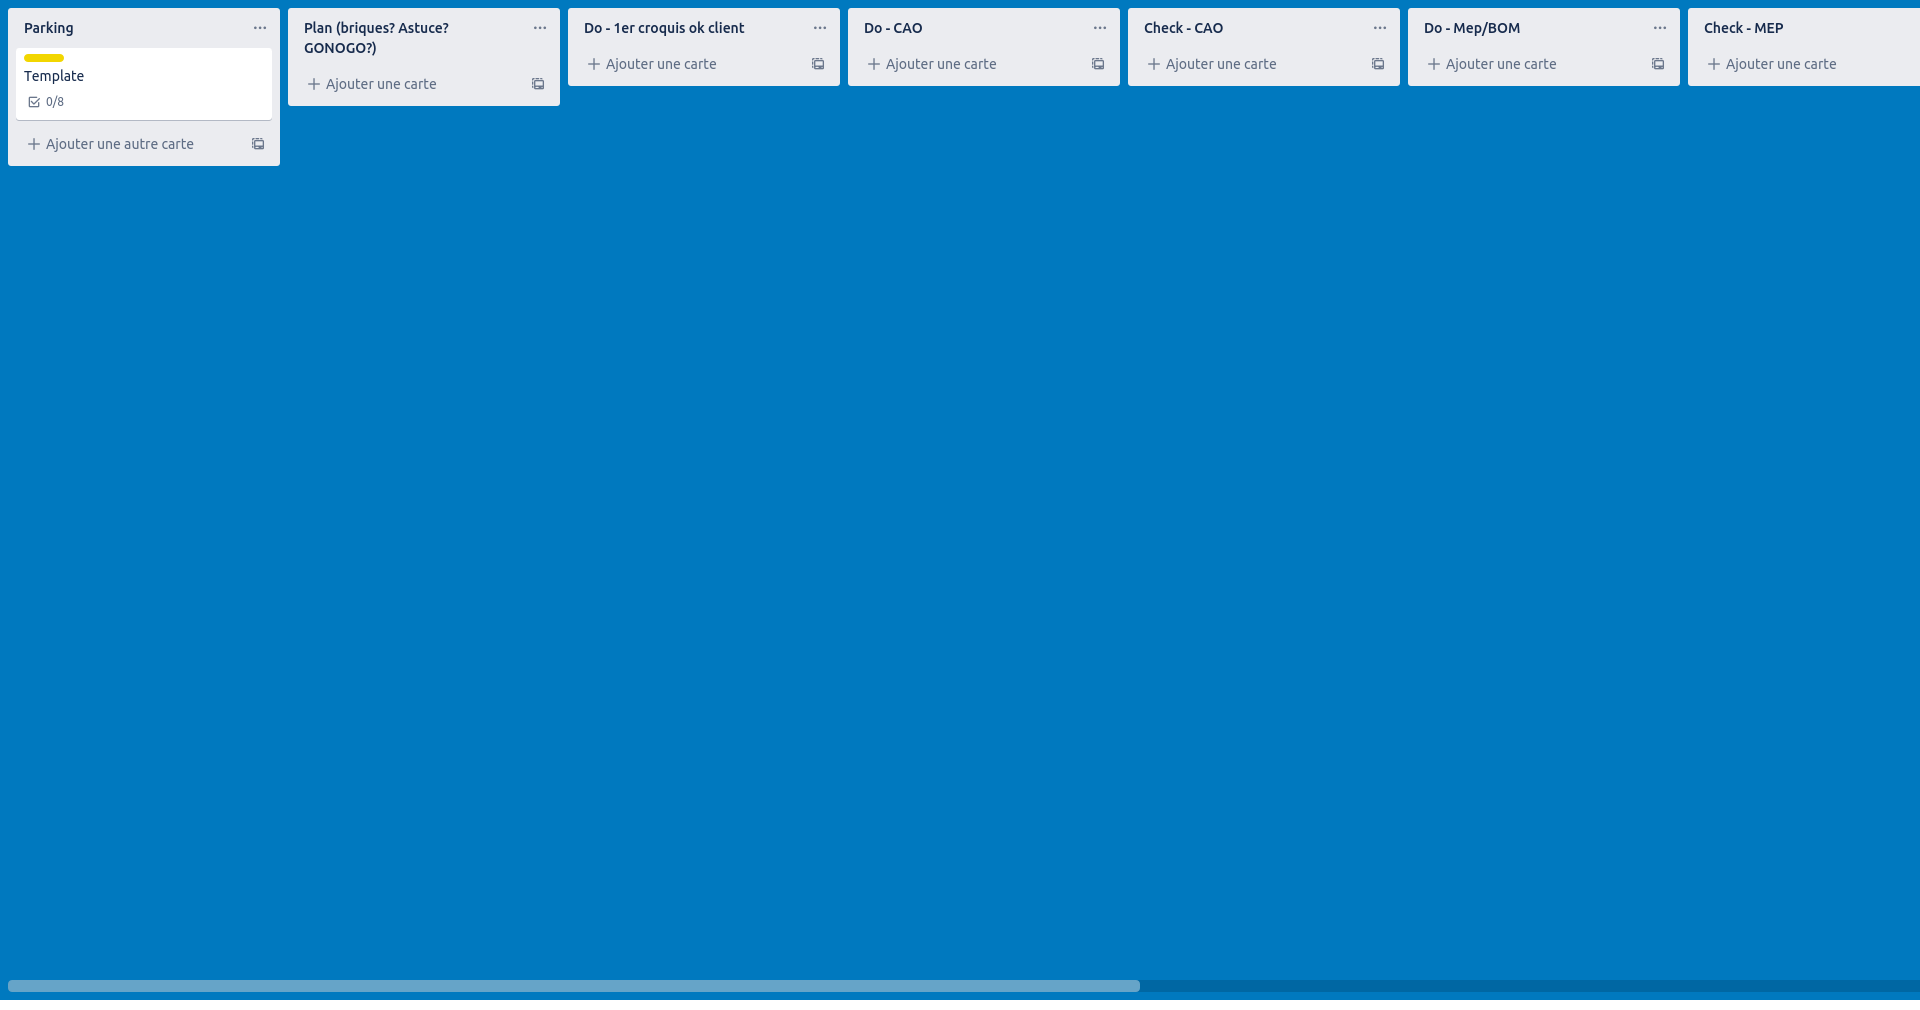 Parking
Template
0/8
Ajouter une autre carte
Plan (briques? Astuce?
GONOGO?)
Ajouter une carte
Do - 1er croquis ok client
Ajouter une carte
Do - CAO
Ajouter une carte
Check - CAO
Ajouter une carte
Do - Mep/BOM
Ajouter une carte
Check - MEP
Ajouter une carte